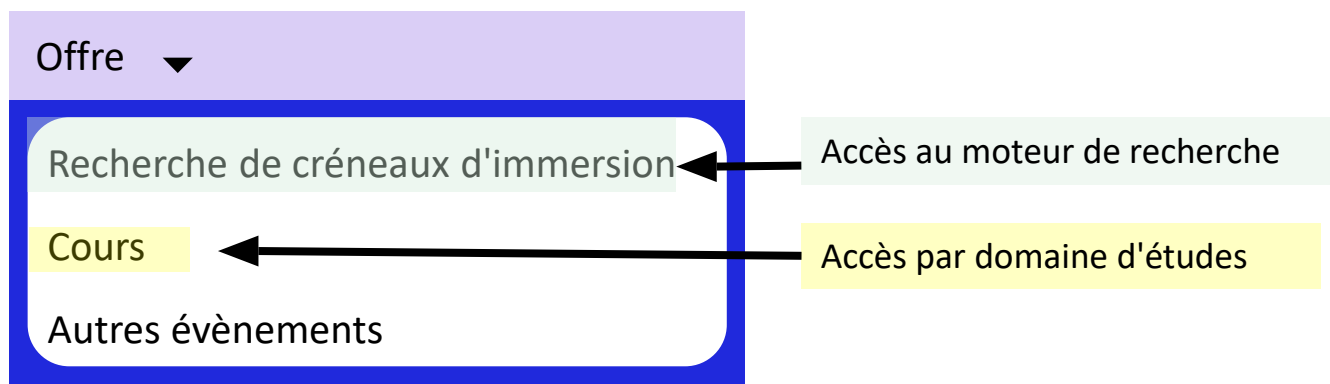 Offre
Recherche de créneaux d'immersion
Accès au moteur de recherche
Cours
Accès par domaine d'études
Autres évènements